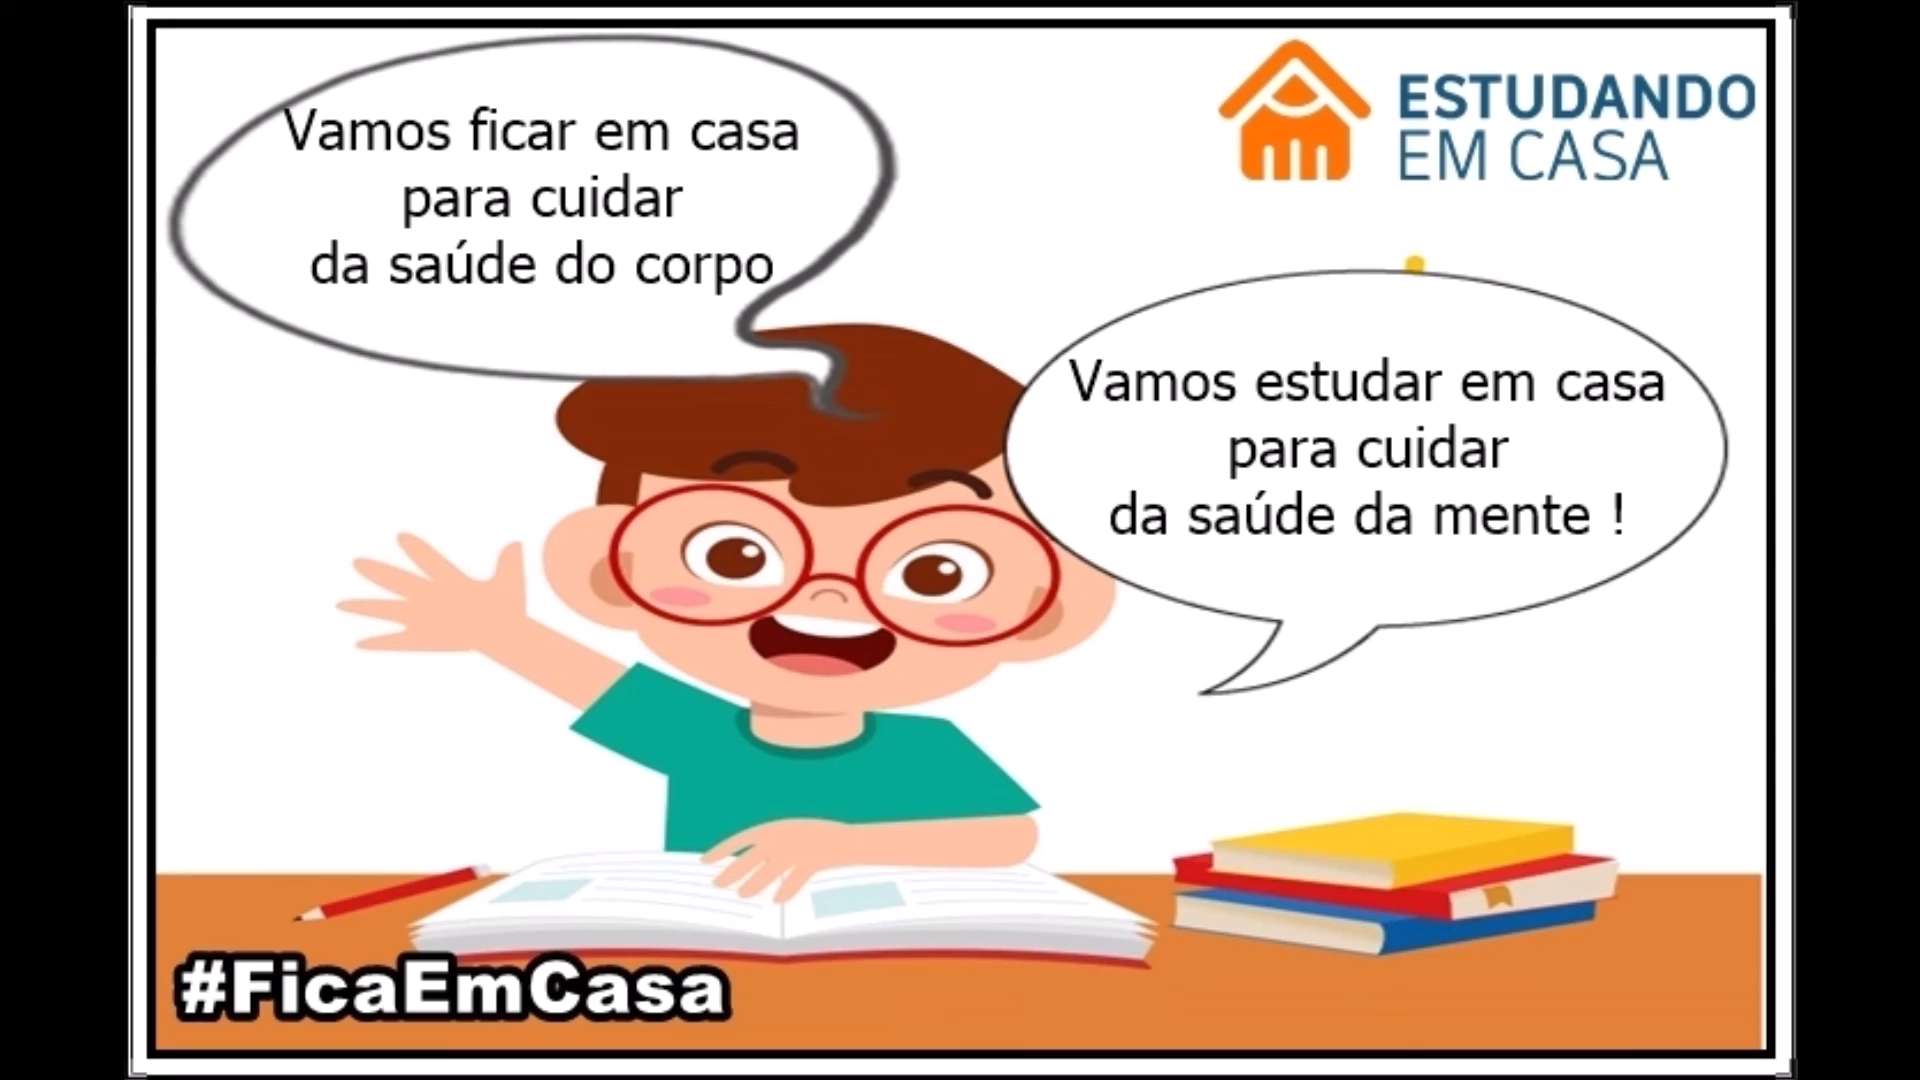 Vamos ficar em casa
para cuidar
da saúde do corpo
ESTUDANDO
EM CASA
Vamos estudar em casa
para cuidar
da saúde da mente !
#FicaEmCasa